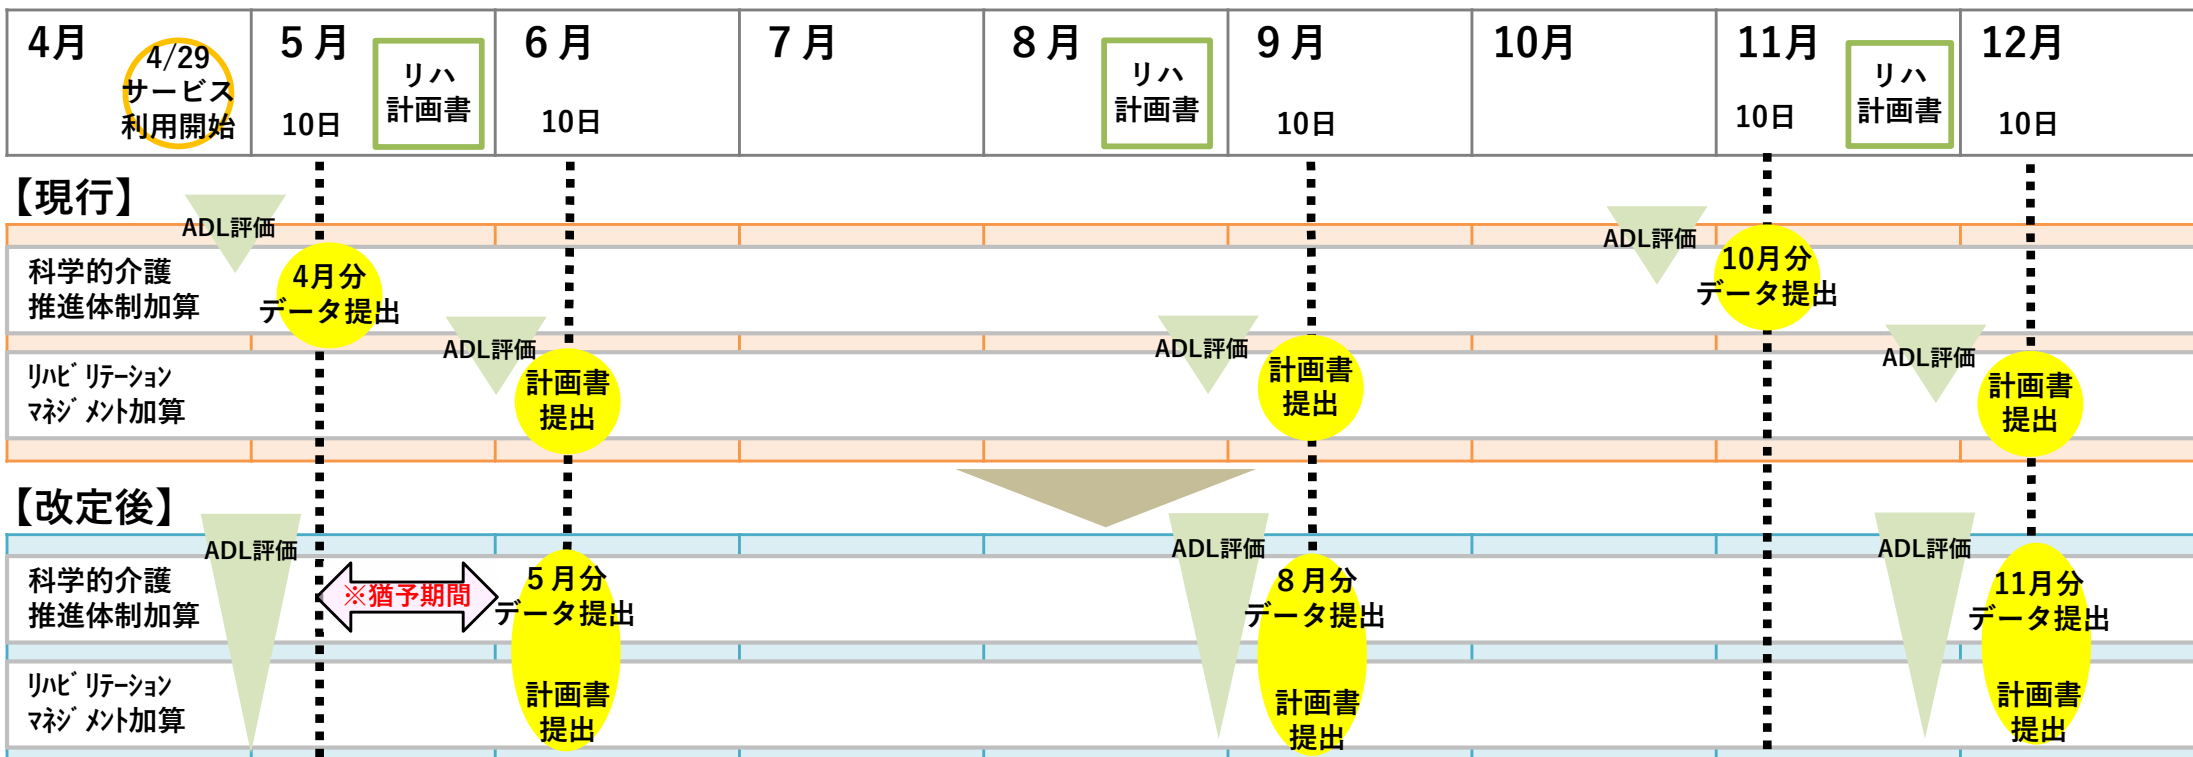 4月
4/29
サービス
利用開始
5月
10日
リハ
計画書
6月
10日
7月
8月
リハ
計画書
9月
10日
10月
11月
10日
リハ
計画書
12月
10日
【現行】
ADL評価
ADL評価
科学的介護
推進体制加算
4月分
データ提出
10月分
データ提出
ADL評価
ADL評価
ADL評価
リハビリテーション
マネジメント加算
計画書
提出
計画書
提出
計画書
提出
【改定後】
ADL評価
ADL評価
ADL評価
科学的介護
推進体制加算
※猶予期間
5月分
データ提出
8月分
データ提出
11月分
データ提出
リハビリテーション
マネジメント加算
計画書
提出
計画書
提出
計画書
提出